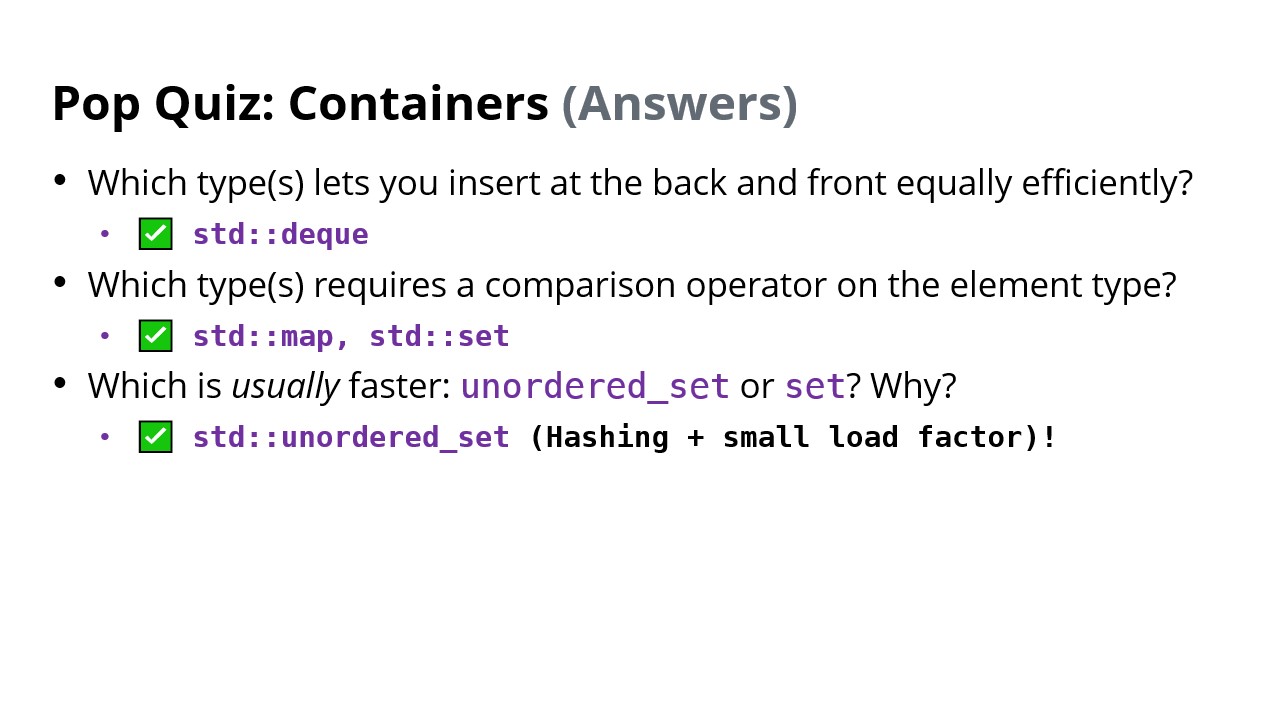 Pop Quiz: Containers (Answers)
• Which type(s) lets you insert at the back and front equally efficiently?
• ✅ std::deque
• Which type(s) requires a comparison operator on the element type?
• ✅ std::map, std::set
• Which is usually faster: unordered_set or set? Why?
• ✅ std::unordered_set (Hashing + small load factor)!